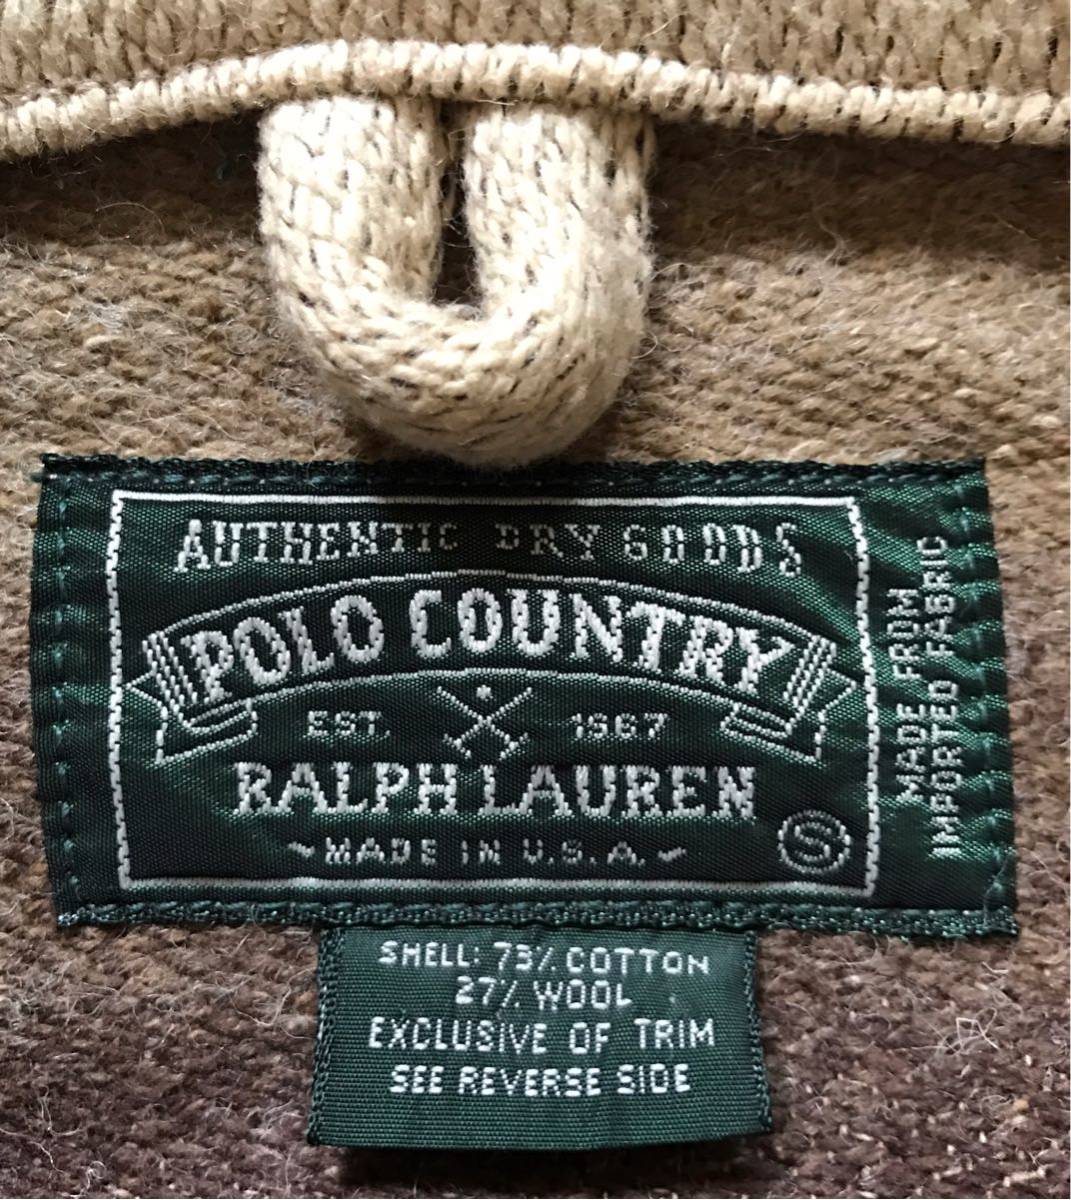 AUTHENTIC DRY GOODS
POLO COUNTRY
EST. 1967
RALPH LAUREN
MADE IN U.S.A.
S
MADE FROM
IMPORTED FABRIC
SHELL: 73% COTTON
27% WOOL
EXCLUSIVE OF TRIM
SEE REVERSE SIDE